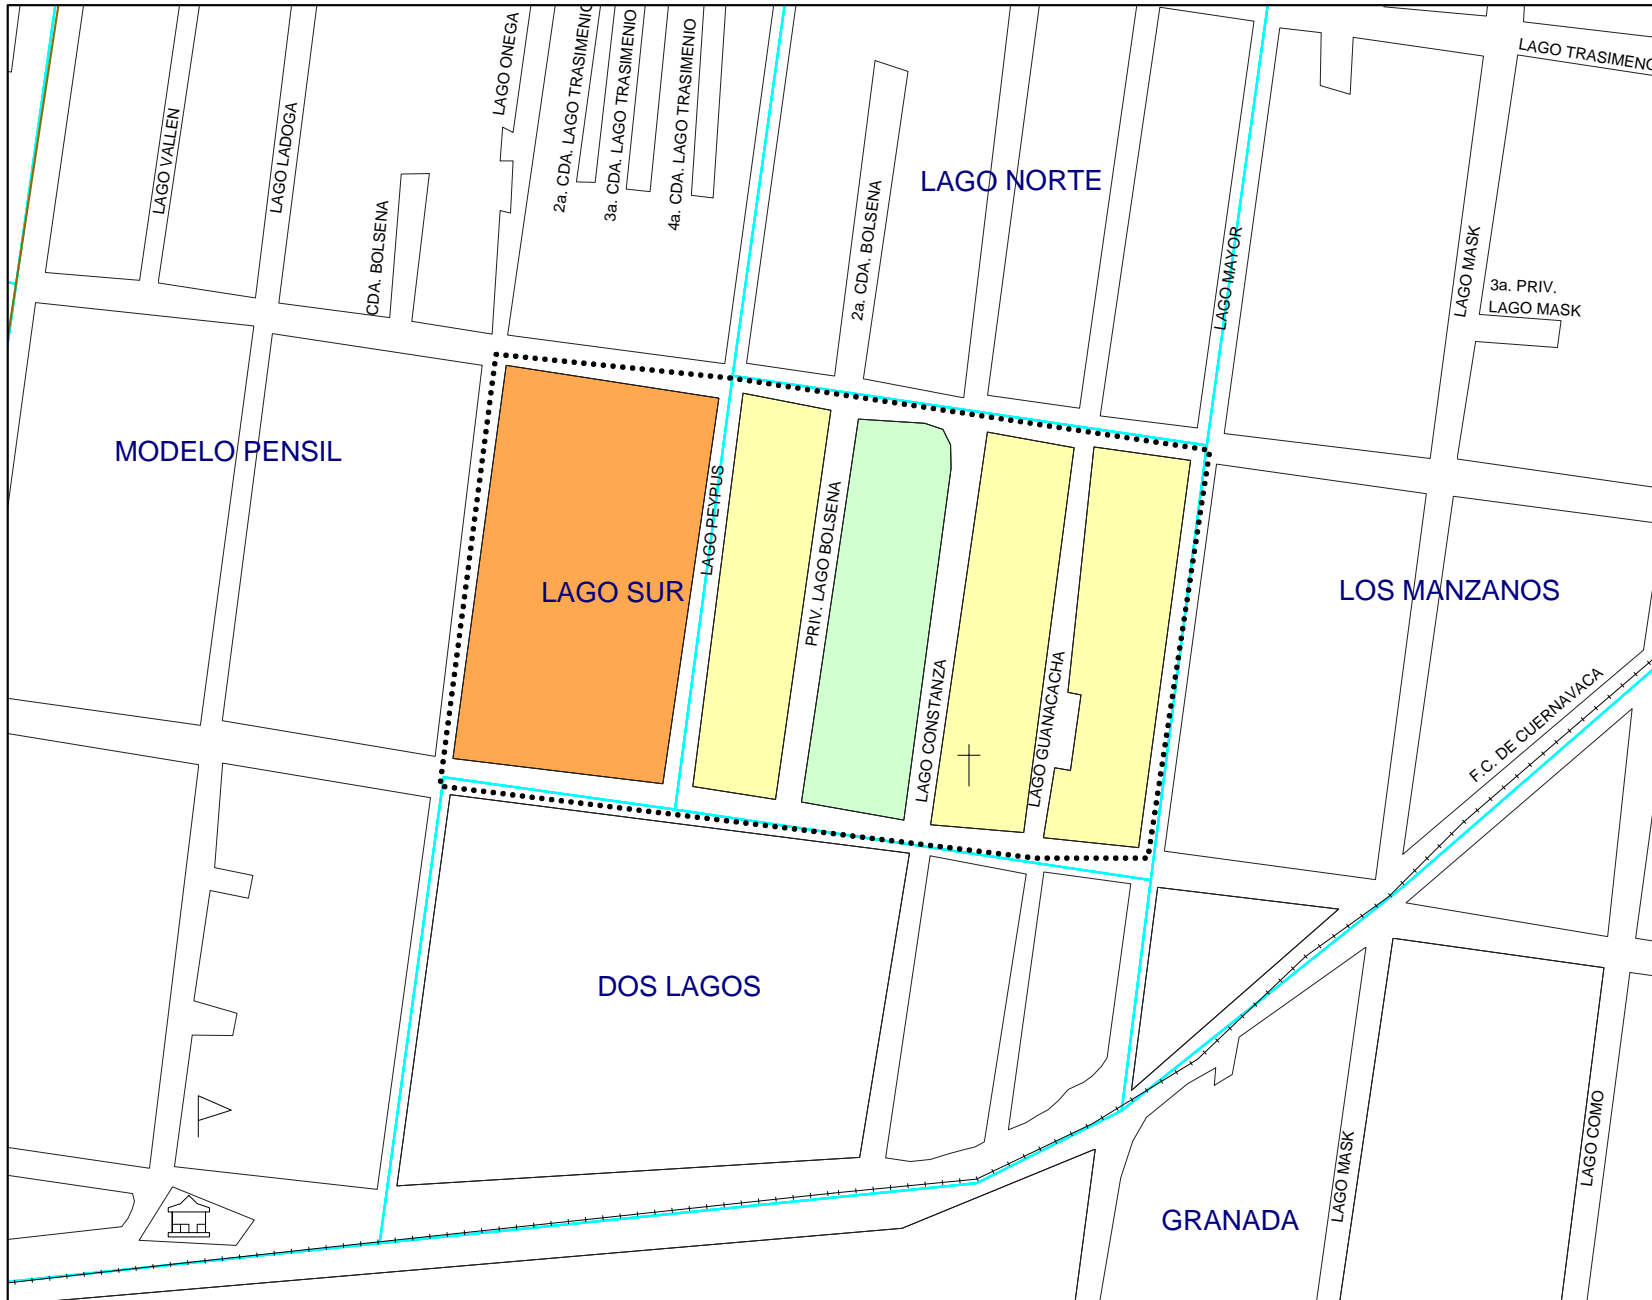 LAGO ONEGA
2a. CDA. LAGO TRASIMENIO
3a. CDA. LAGO TRASIMENIO
4a. CDA. LAGO TRASIMENIO
LAGO TRASIMENO
LAGO VALLEN
LAGO LADOGA
CDA. BOLSENA
2a. CDA. BOLSENA
LAGO NORTE
LAGO MAYOR
LAGO MASK
3a. PRIV.
LAGO MASK
MODELO PENSIL
LAGO PEYPUS
PRIV. LAGO BOLSENA
LAGO SUR
LOS MANZANOS
LAGO CONSTANZA
LAGO GUANACACHA
F.C. DE CUERNAVACA
DOS LAGOS
LAGO MASK
LAGO COMO
GRANADA